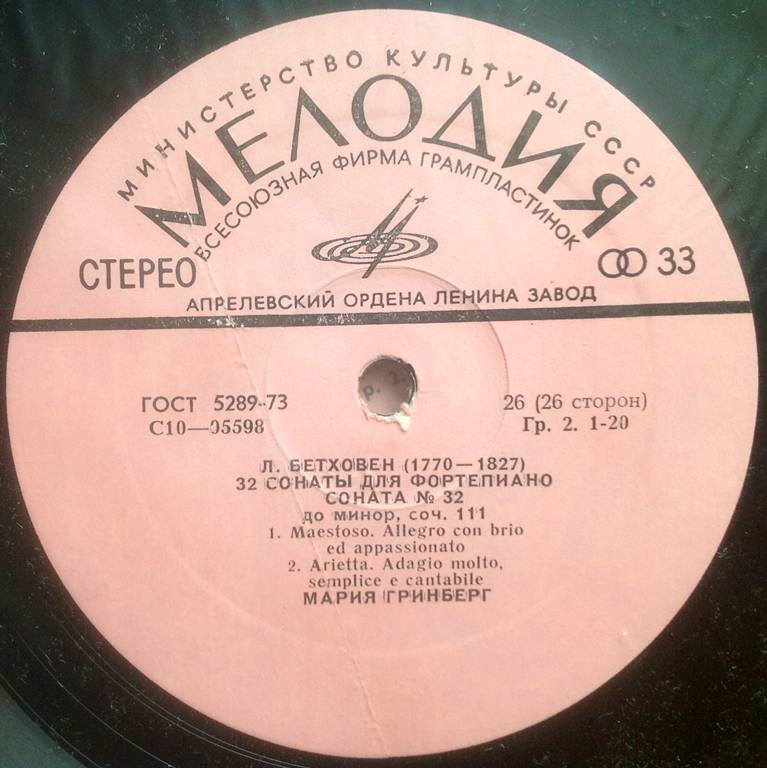 МИНИСТЕРСТВО КУЛЬТУРЫ СССР
МЕЛОДИЯ
ВСЕСОЮЗНАЯ ФИРМА ГРАМПЛАСТИНОК
СТЕРЕО
33
АПРЕЛЕВСКИЙ ОРДЕНА ЛЕНИНА ЗАВОД
ГОСТ 5289-73
26 (26 сторон)
С10—05598
Гр. 2. 1-20
Л. БЕТХОВЕН (1770—1827)
32 СОНАТЫ ДЛЯ ФОРТЕПИАНО
СОНАТА № 32
до минор, соч. 111
1. Maestoso. Allegro con brio
ed appassionato
2. Arietta. Adagio molto,
semplice e cantabile
МАРИЯ ГРИНБЕРГ